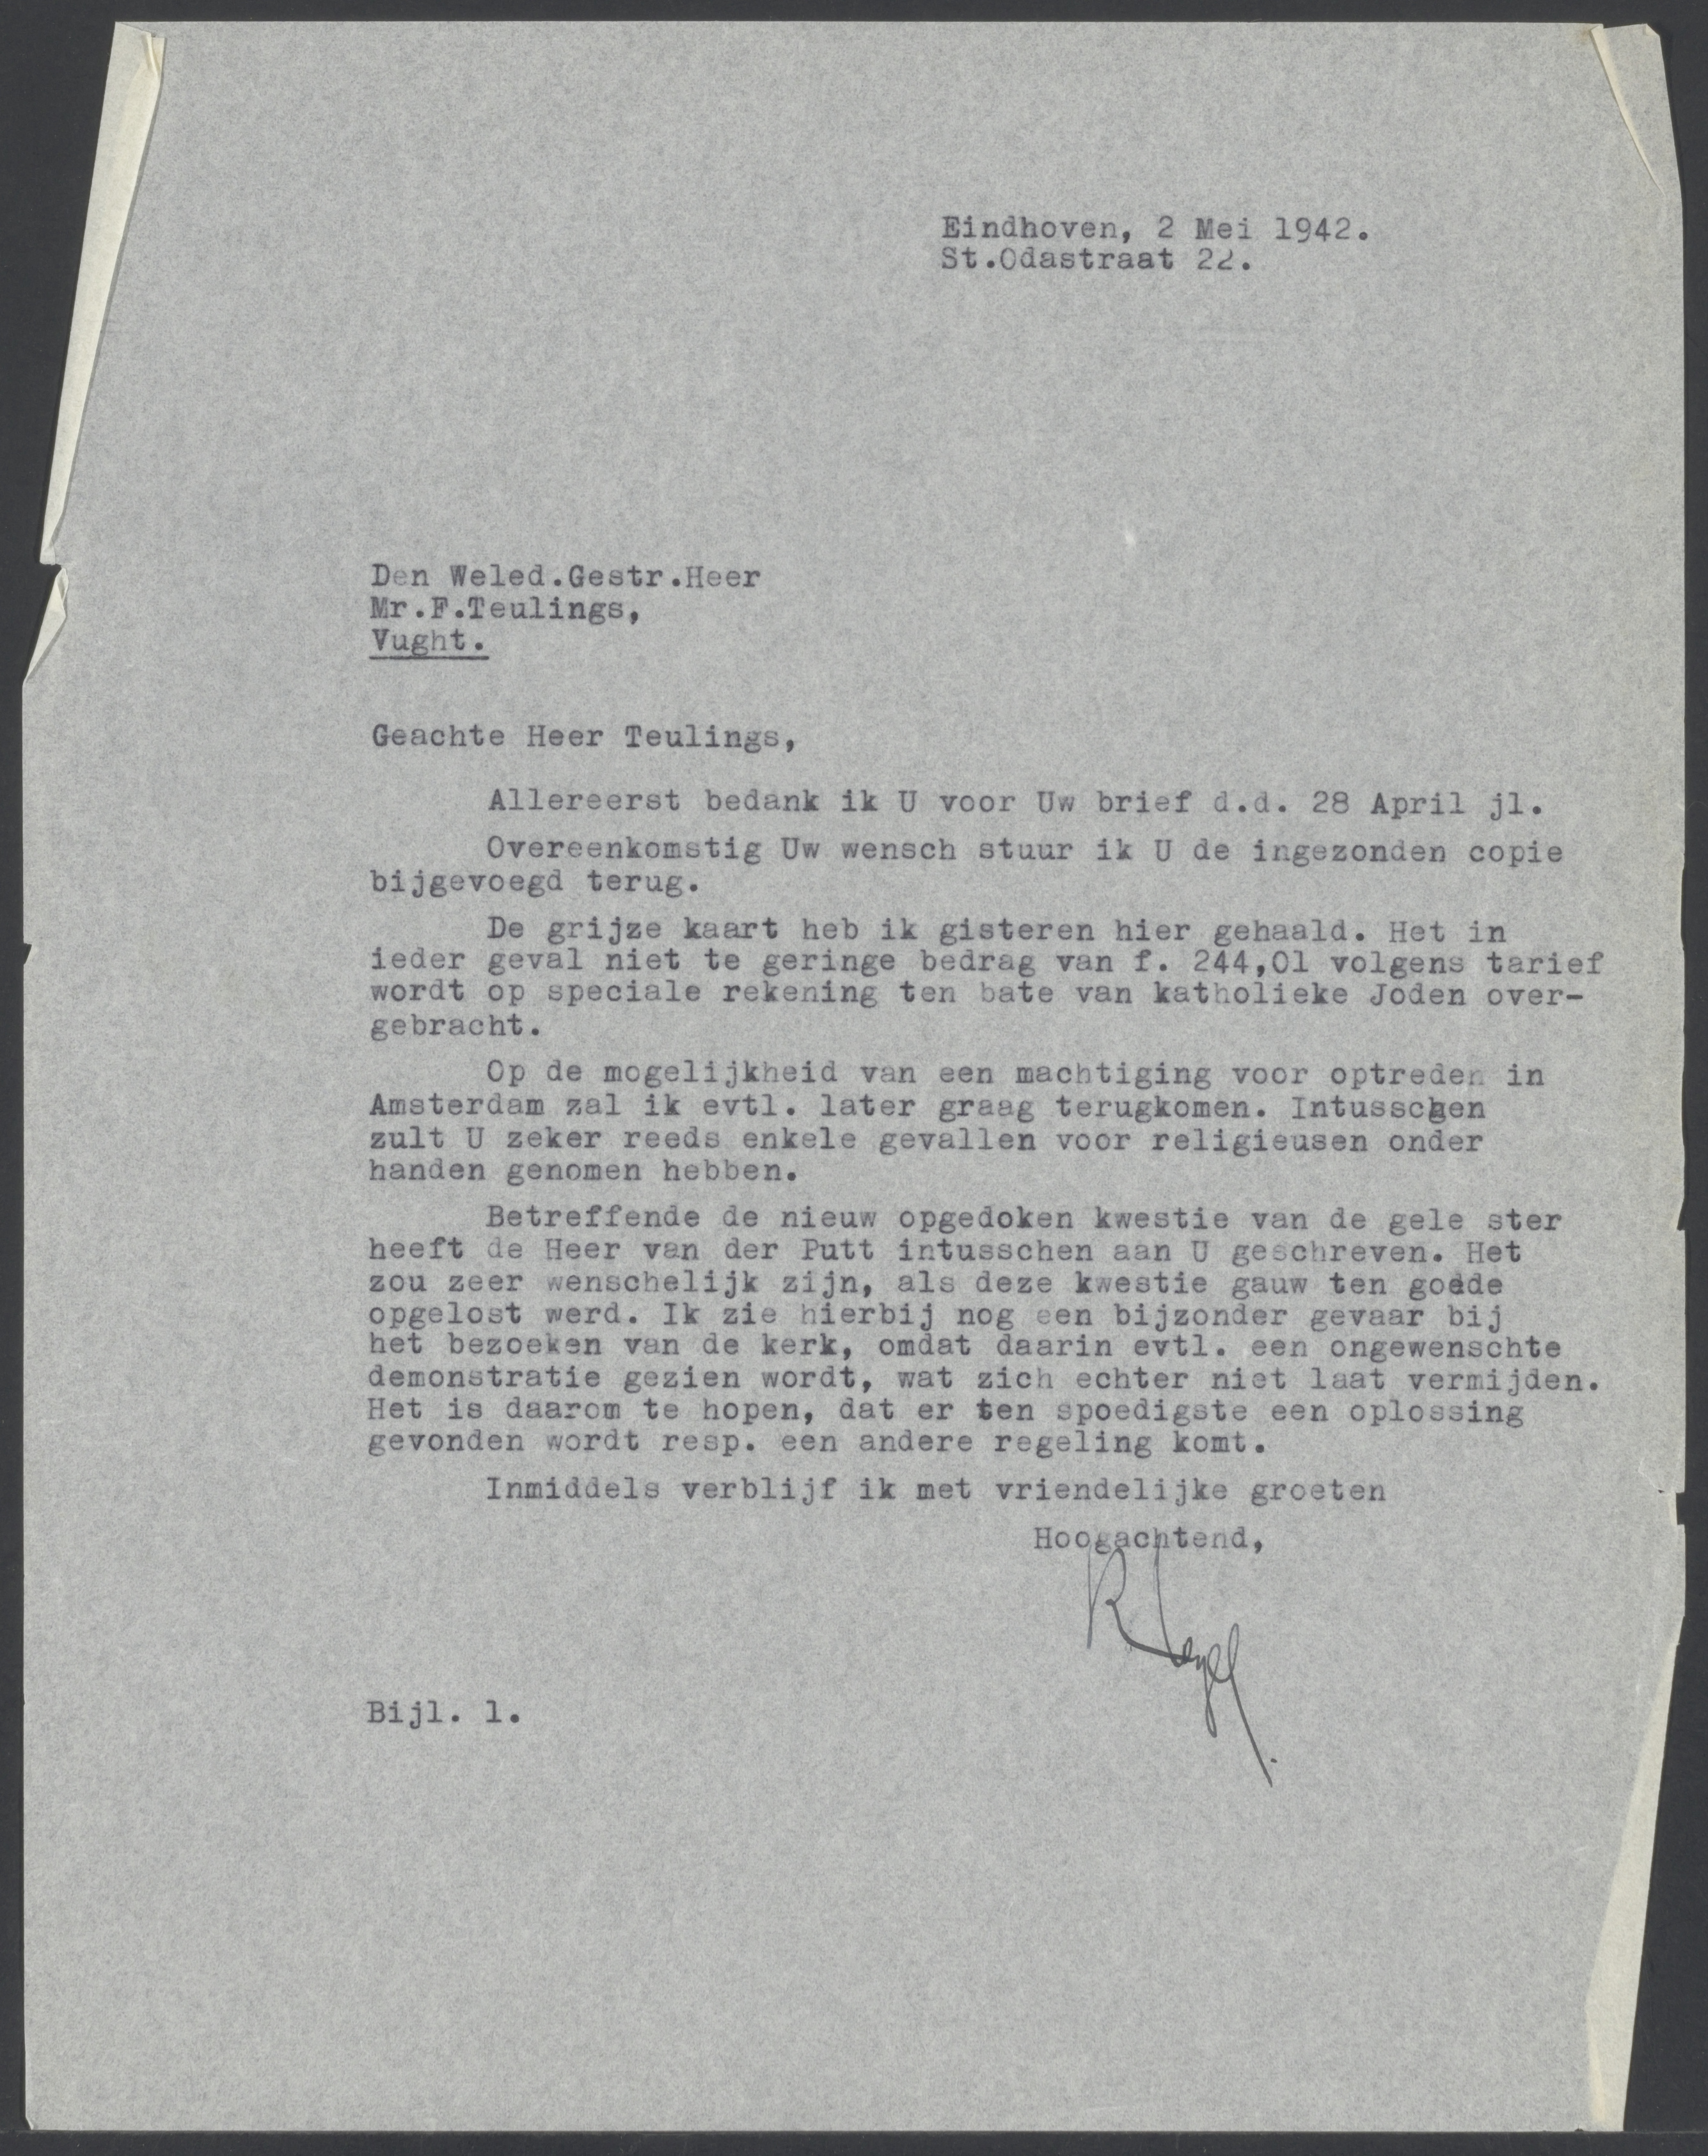 Eindhoven, 2 Mei 1942.
St.Odastraat 22.
Den Weled.Gestr.Heer
Mr.F.Teulings,
Vught.
Geachte Heer Teulings,
Allereerst bedank ik U voor Uw brief d.d. 28 April jl.
Overeenkomstig Uw wensch stuur ik U de ingezonden copie
bijgevoegd terug.
De grijze kaart heb ik gisteren hier gehaald. Het in
ieder geval niet te geringe bedrag van f. 244,01 volgens tarief
wordt op speciale rekening ten bate van katholieke Joden over-
gebracht.
Op de mogelijkheid van een machtiging voor optreden in
Amsterdam zal ik evtl. later graag terugkomen. Intusschen
zult U zeker reeds enkele gevallen voor religieusen onder
handen genomen hebben.
Betreffende de nieuw opgedoken kwestie van de gele ster
heeft de Heer van der Putt intusschen aan U geschreven. Het
zou zeer wenschelijk zijn, als deze kwestie gauw ten goede
opgelost werd. Ik zie hierbij nog een bijzonder gevaar bij
het bezoeken van de kerk, omdat daarin evtl. een ongewenschte
demonstratie gezien wordt, wat zich echter niet laat vermijden.
Het is daarom te hopen, dat er ten spoedigste een oplossing
gevonden wordt resp. een andere regeling komt.
Inmiddels verblijf ik met vriendelijke groeten
Hoogachtend,
Bijl. 1.